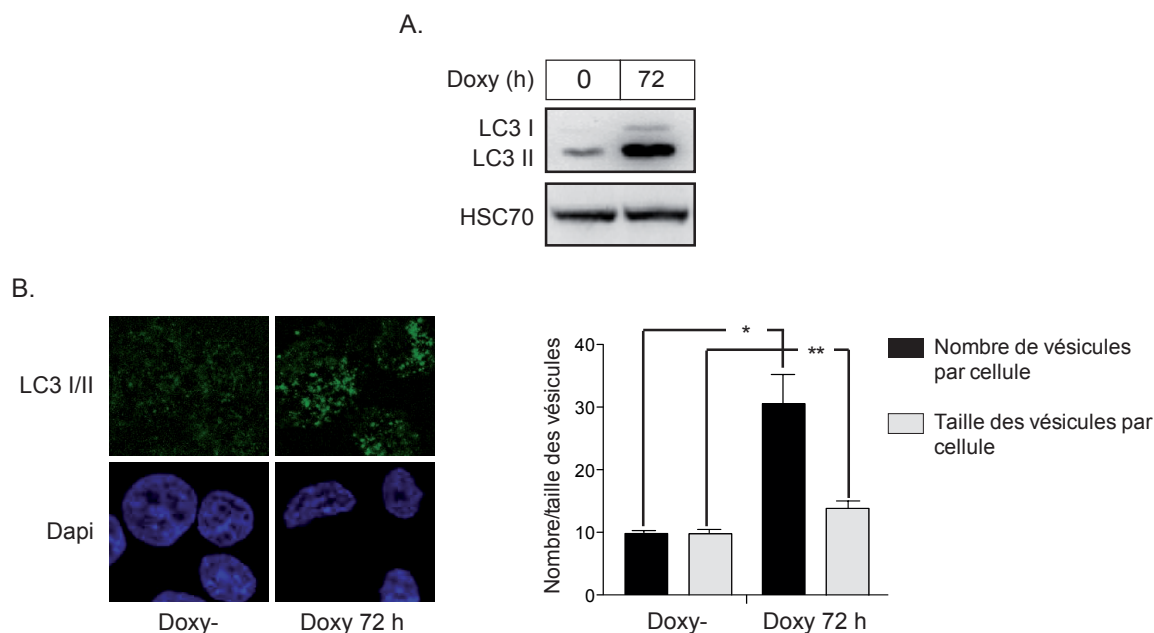 A.
Doxy (h) 0 72
LC3 I
LC3 II
HSC70
B.
LC3 I/II
Dapi
Doxy- Doxy 72 h
Nombre/taille des vésicules
40
30
20
10
0
* **
Doxy- Doxy 72 h
Nombre de vésicules
par cellule
Taille des vésicules par
cellule